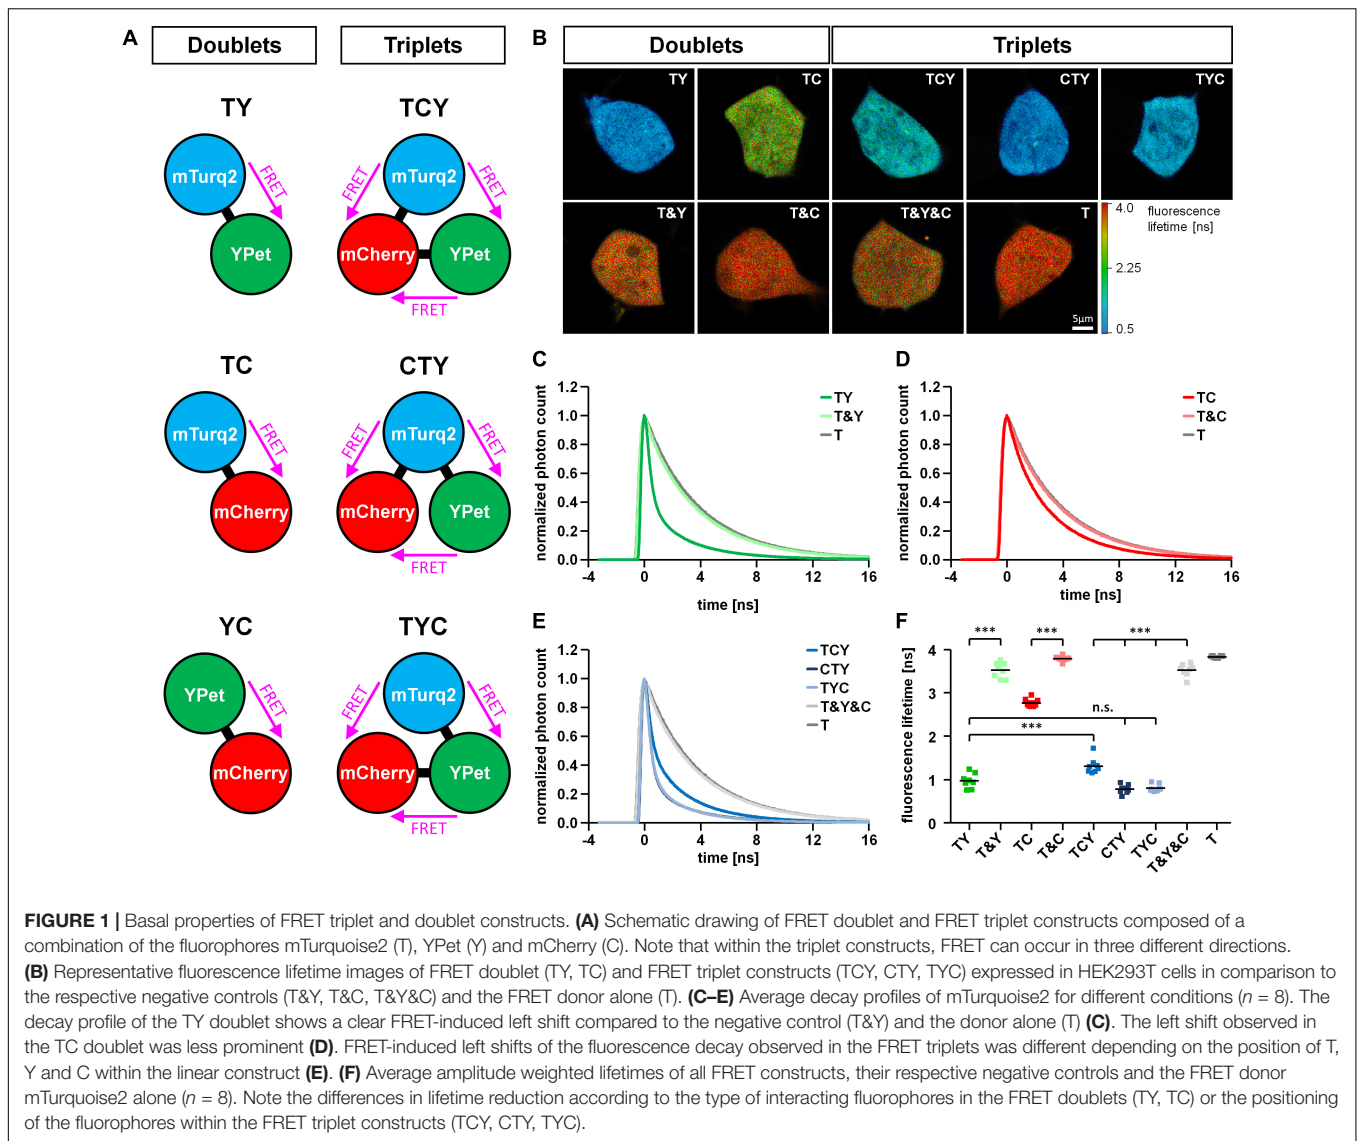 A
Doublets
Triplets
TY
mTurq2
FRET
YPet
TCY
mTurq2
FRET
FRET
mCherry
YPet
FRET
TC
mTurq2
FRET
mCherry
CTY
mTurq2
FRET
FRET
mCherry
YPet
FRET
YC
YPet
FRET
mCherry
TYC
mTurq2
FRET
FRET
mCherry
YPet
FRET
B
Doublets
Triplets
TY
TC
TCY
CTY
TYC
T&Y
T&C
T&Y&C
T
5µm
4.0
2.25
0.5
fluorescence
lifetime [ns]
C
normalized photon count
1.2
1.0
0.8
0.6
0.4
0.2
0.0
-4 0 4 8 12 16
time [ns]
TY
T&Y
T
D
normalized photon count
1.2
1.0
0.8
0.6
0.4
0.2
0.0
-4 0 4 8 12 16
time [ns]
TC
T&C
T
E
normalized photon count
1.2
1.0
0.8
0.6
0.4
0.2
0.0
-4 0 4 8 12 16
time [ns]
TCY
CTY
TYC
T&Y&C
T
F
fluorescence lifetime [ns]
4
3
2
1
0
*** *** ***
n.s.
***
TY T&Y TC T&C TCY CTY TYC T&Y&C T
FIGURE 1 | Basal properties of FRET triplet and doublet constructs. (A) Schematic drawing of FRET doublet and FRET triplet constructs composed of a
combination of the fluorophores mTurquoise2 (T), YPet (Y) and mCherry (C). Note that within the triplet constructs, FRET can occur in three different directions.
(B) Representative fluorescence lifetime images of FRET doublet (TY, TC) and FRET triplet constructs (TCY, CTY, TYC) expressed in HEK293T cells in comparison to
the respective negative controls (T&Y, T&C, T&Y&C) and the FRET donor alone (T). (C–E) Average decay profiles of mTurquoise2 for different conditions (n = 8). The
decay profile of the TY doublet shows a clear FRET-induced left shift compared to the negative control (T&Y) and the donor alone (T) (C). The left shift observed in
the TC doublet was less prominent (D). FRET-induced left shifts of the fluorescence decay observed in the FRET triplets was different depending on the position of T,
Y and C within the linear construct (E). (F) Average amplitude weighted lifetimes of all FRET constructs, their respective negative controls and the FRET donor
mTurquoise2 alone (n = 8). Note the differences in lifetime reduction according to the type of interacting fluorophores in the FRET doublets (TY, TC) or the positioning
of the fluorophores within the FRET triplet constructs (TCY, CTY, TYC).